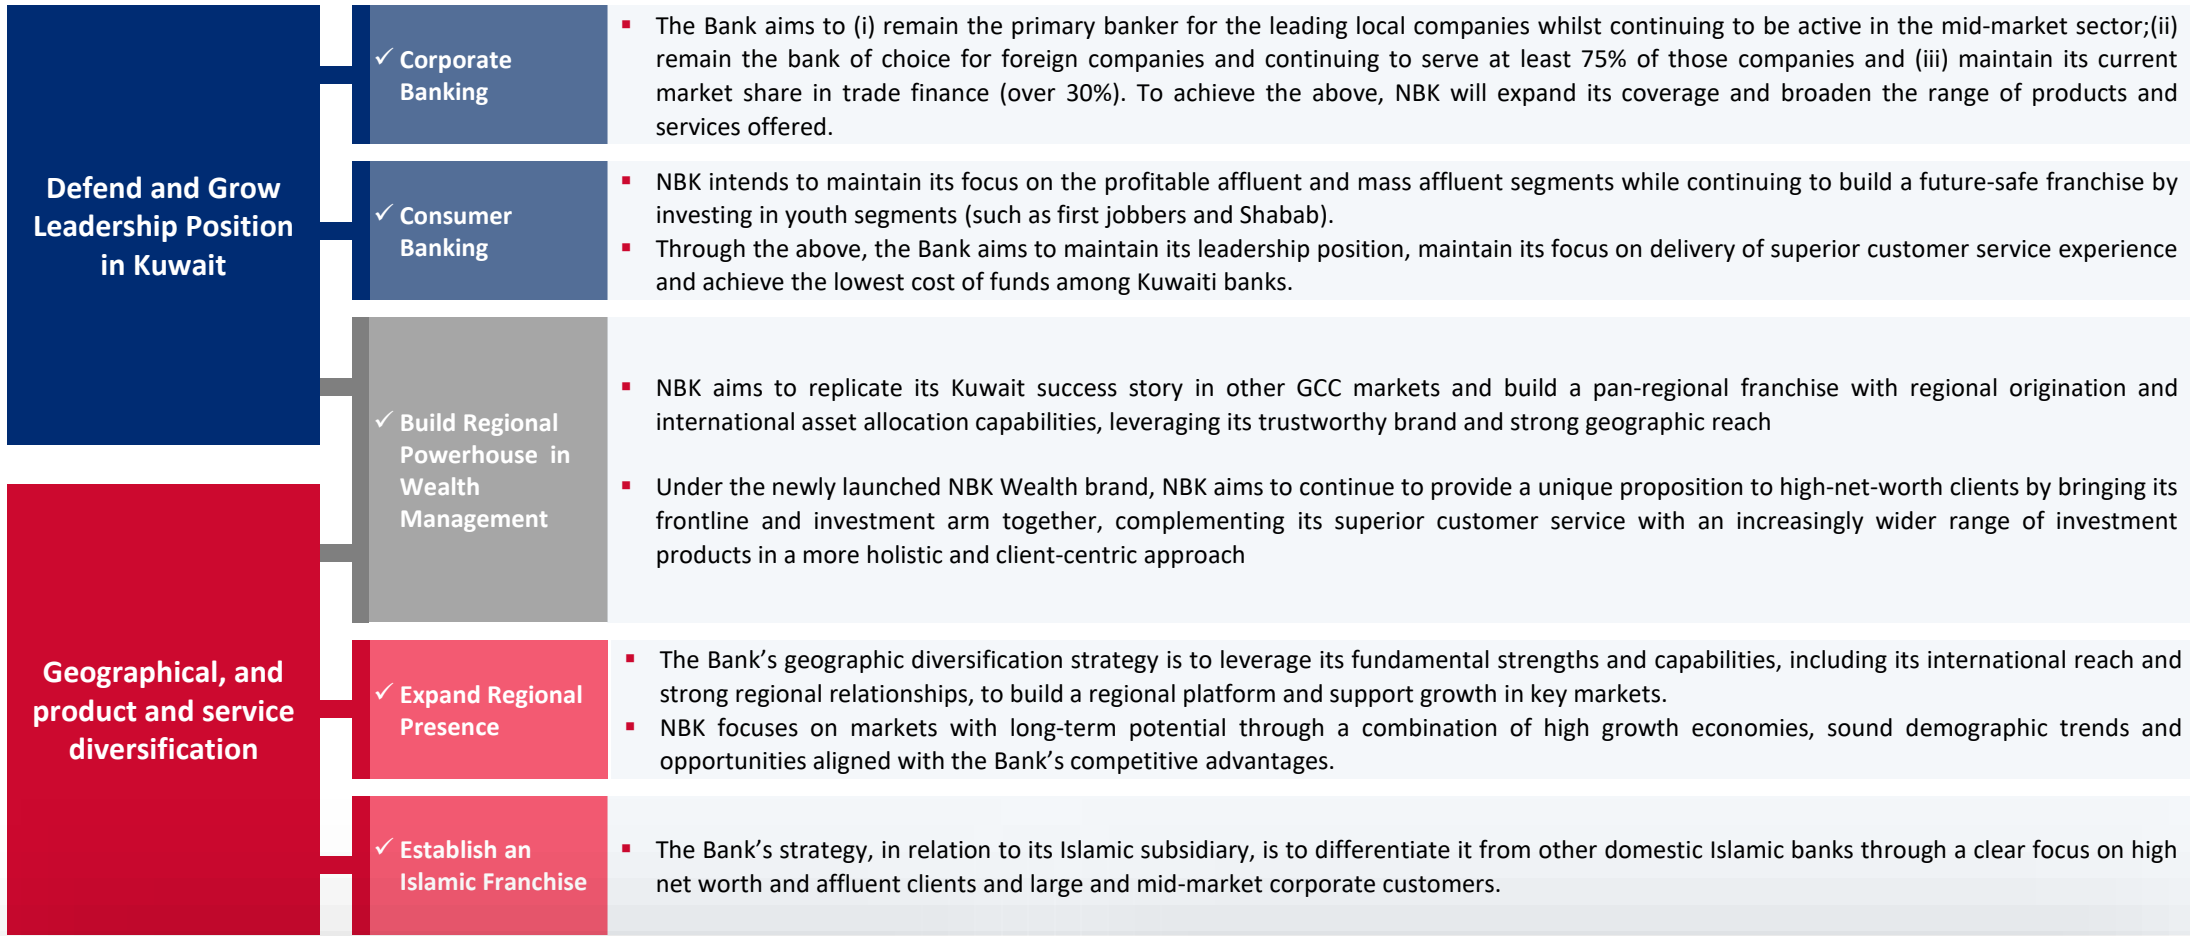 Defend and Grow
Leadership Position
in Kuwait
✓ Corporate
Banking
▪ The Bank aims to (i) remain the primary banker for the leading local companies whilst continuing to be active in the mid-market sector;(ii)
remain the bank of choice for foreign companies and continuing to serve at least 75% of those companies and (iii) maintain its current
market share in trade finance (over 30%). To achieve the above, NBK will expand its coverage and broaden the range of products and
services offered.
✓ Consumer
Banking
▪ NBK intends to maintain its focus on the profitable affluent and mass affluent segments while continuing to build a future-safe franchise by
investing in youth segments (such as first jobbers and Shabab).
▪ Through the above, the Bank aims to maintain its leadership position, maintain its focus on delivery of superior customer service experience
and achieve the lowest cost of funds among Kuwaiti banks.
✓ Build Regional
Powerhouse in
Wealth
Management
▪ NBK aims to replicate its Kuwait success story in other GCC markets and build a pan-regional franchise with regional origination and
international asset allocation capabilities, leveraging its trustworthy brand and strong geographic reach
▪ Under the newly launched NBK Wealth brand, NBK aims to continue to provide a unique proposition to high-net-worth clients by bringing its
frontline and investment arm together, complementing its superior customer service with an increasingly wider range of investment
products in a more holistic and client-centric approach
Geographical, and
product and service
diversification
✓ Expand Regional
Presence
▪ The Bank’s geographic diversification strategy is to leverage its fundamental strengths and capabilities, including its international reach and
strong regional relationships, to build a regional platform and support growth in key markets.
▪ NBK focuses on markets with long-term potential through a combination of high growth economies, sound demographic trends and
opportunities aligned with the Bank’s competitive advantages.
✓ Establish an
Islamic Franchise
▪ The Bank’s strategy, in relation to its Islamic subsidiary, is to differentiate it from other domestic Islamic banks through a clear focus on high
net worth and affluent clients and large and mid-market corporate customers.